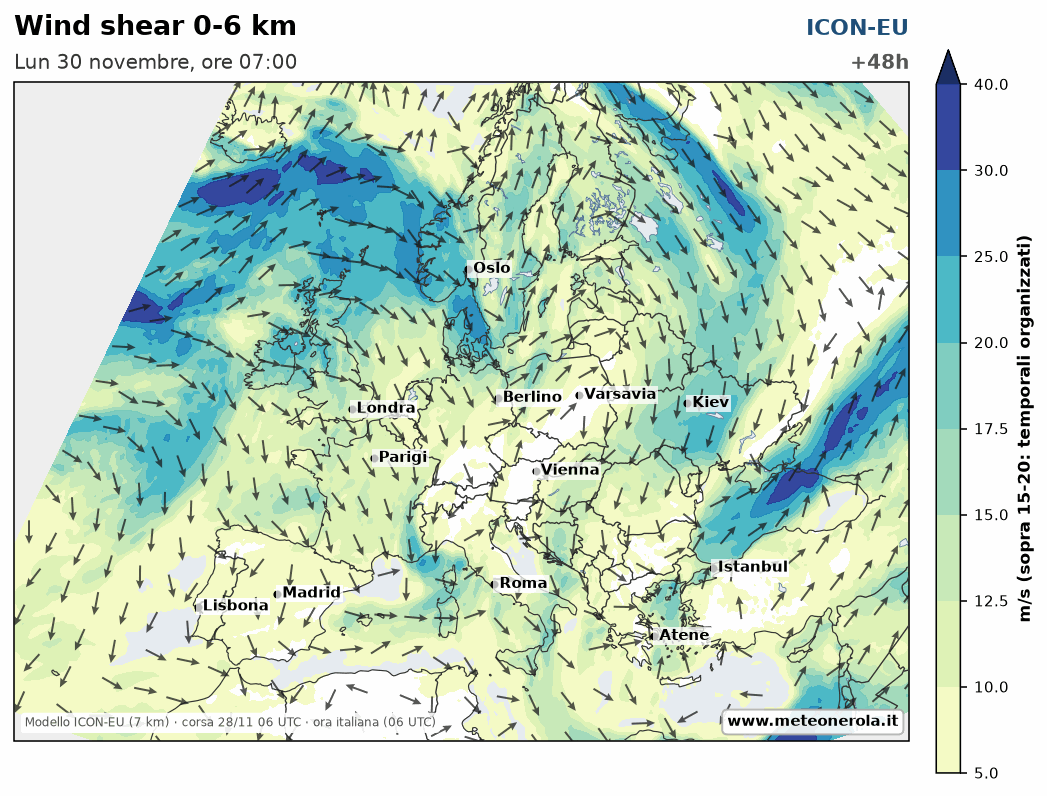 Wind shear 0-6 km
ICON-EU
Lun 30 novembre, ore 07:00
+48h
40.0
30.0
25.0
20.0
17.5
15.0
12.5
10.0
5.0
m/s (sopra 15-20: temporali organizzati)
Oslo
Berlino
Varsavia
Kiev
Londra
Parigi
Vienna
Istanbul
Roma
Madrid
Lisbona
Atene
Modello ICON-EU (7 km) · corsa 28/11 06 UTC · ora italiana (06 UTC)
www.meteonerola.it